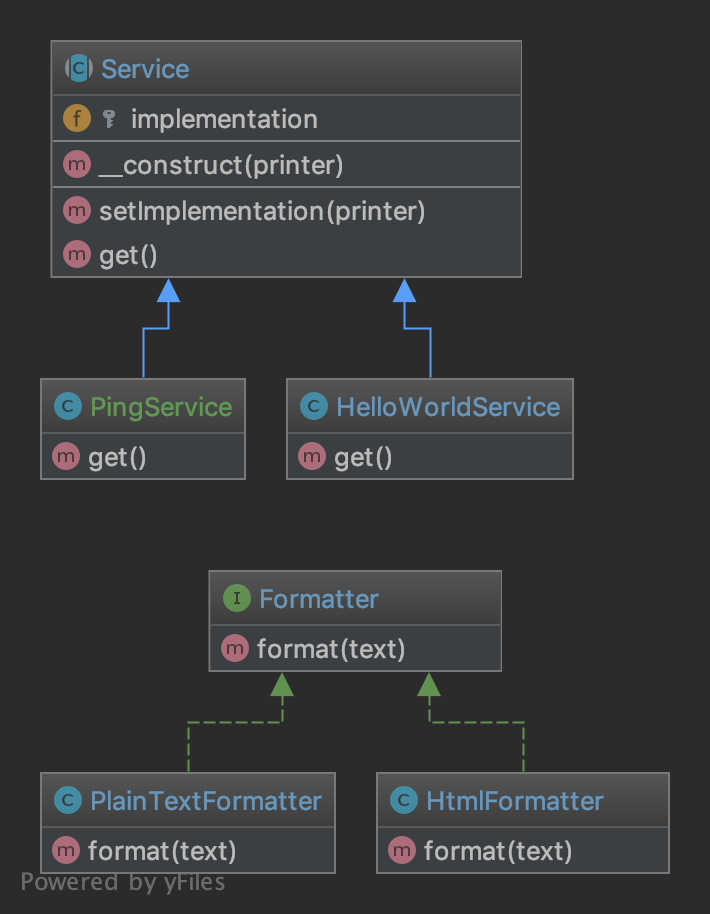 C Service
f implementation
m __construct(printer)
m setImplementation(printer)
m get()
C PingService
m get()
C HelloWorldService
m get()
I Formatter
m format(text)
C PlainTextFormatter
m format(text)
C HtmlFormatter
m format(text)
Powered by yFiles